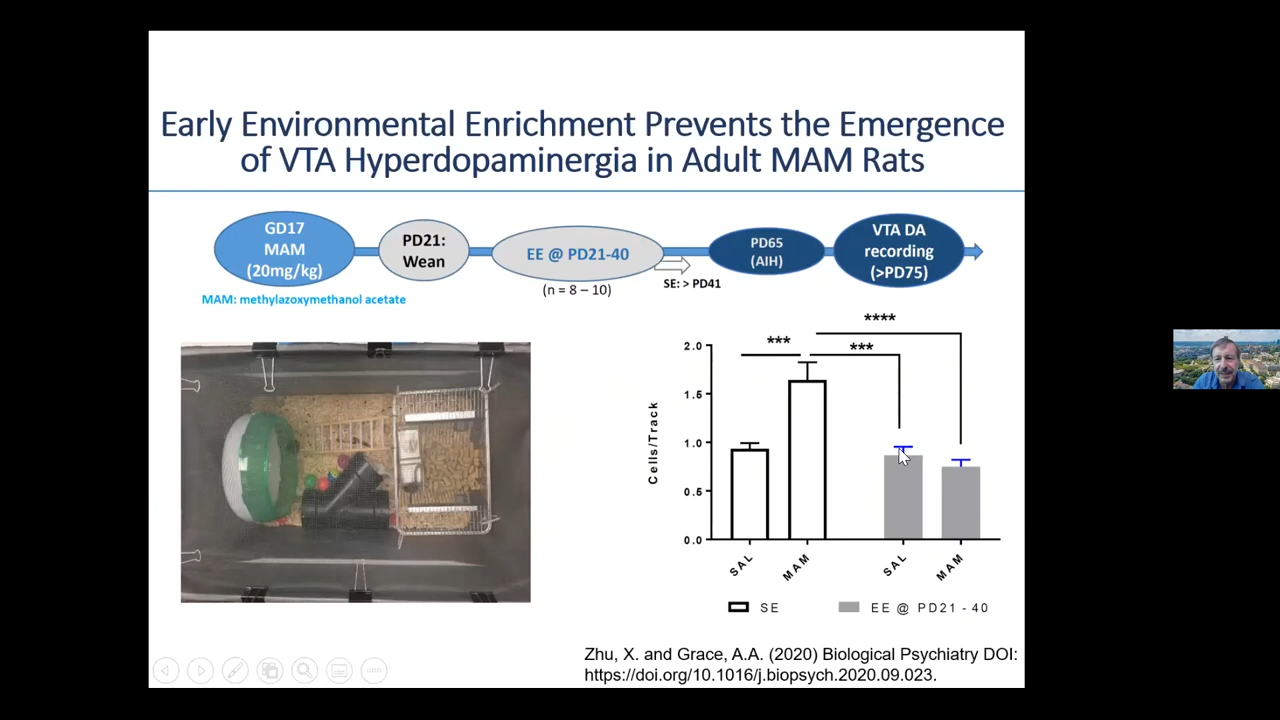 Early Environmental Enrichment Prevents the Emergence
of VTA Hyperdopaminergia in Adult MAM Rats
GD17
MAM
(20mg/kg)
PD21:
Wean
EE @ PD21-40
(n = 8 – 10)
SE: > PD41
PD65
(AIH)
VTA DA
recording
(>PD75)
MAM: methylazoxymethanol acetate
****
***
***
Cells/Track
2.0
1.5
1.0
0.5
0.0
SAL
MAM
SAL
MAM
SE
EE @ PD21 - 40
Zhu, X. and Grace, A.A. (2020) Biological Psychiatry DOI:
https://doi.org/10.1016/j.biopsych.2020.09.023.